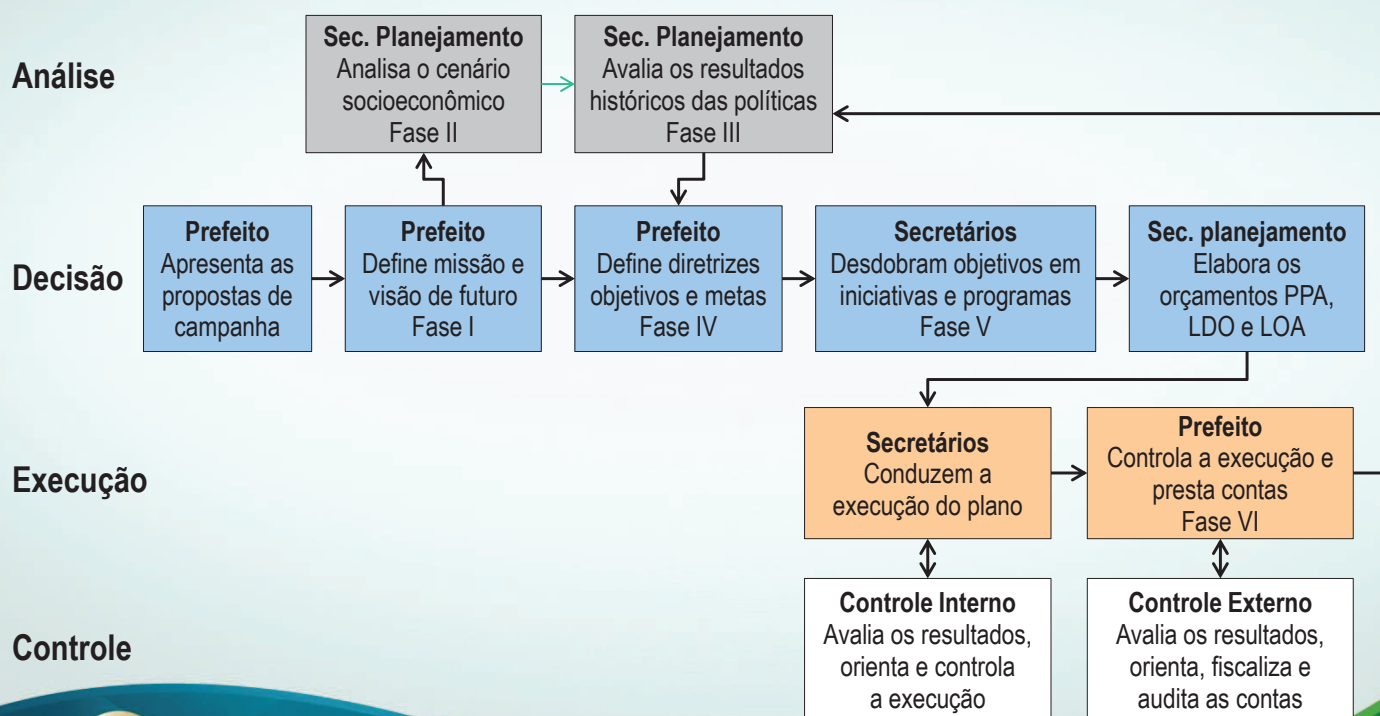 Análise
Sec. Planejamento
Analisa o cenário
socioeconômico
Fase II
Sec. Planejamento
Avalia os resultados
históricos das políticas
Fase III
Decisão
Prefeito
Apresenta as
propostas de
campanha
Prefeito
Define missão e
visão de futuro
Fase I
Prefeito
Define diretrizes
objetivos e metas
Fase IV
Secretários
Desdobram objetivos em
iniciativas e programas
Fase V
Sec. planejamento
Elabora os
orçamentos PPA,
LDO e LOA
Execução
Secretários
Conduzem a
execução do plano
Prefeito
Controla a execução e
presta contas
Fase VI
Controle
Controle Interno
Avalia os resultados,
orienta e controla
a execução
Controle Externo
Avalia os resultados,
orienta, fiscaliza e
audita as contas